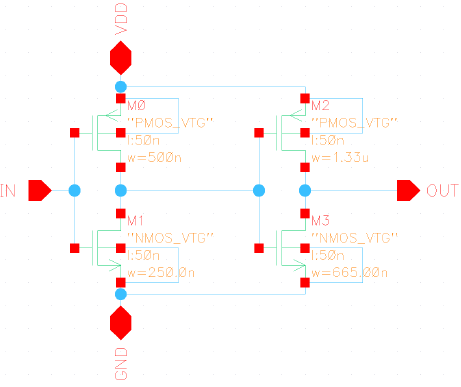 VDD
M0
"PMOS_VTG"
l:50n
w=500n
M2
"PMOS_VTG"
l:50n
w=1.33u
IN
OUT
M1
"NMOS_VTG"
l:50n
w=250.0n
M3
"NMOS_VTG"
l:50n
w=665.00n
GND